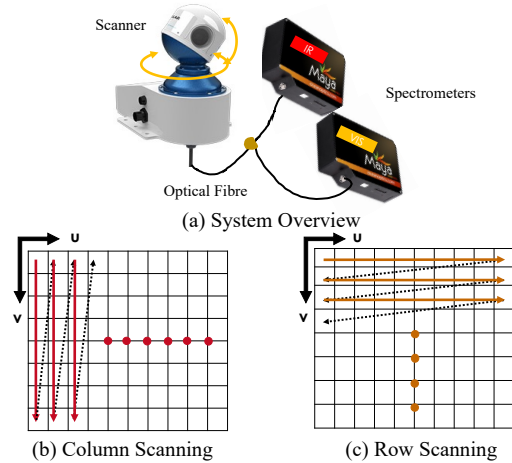 Scanner
IR
Maya
Spectrometers
VIS
Maya
Optical Fibre
(a) System Overview
U
V
U
V
(b) Column Scanning
(c) Row Scanning